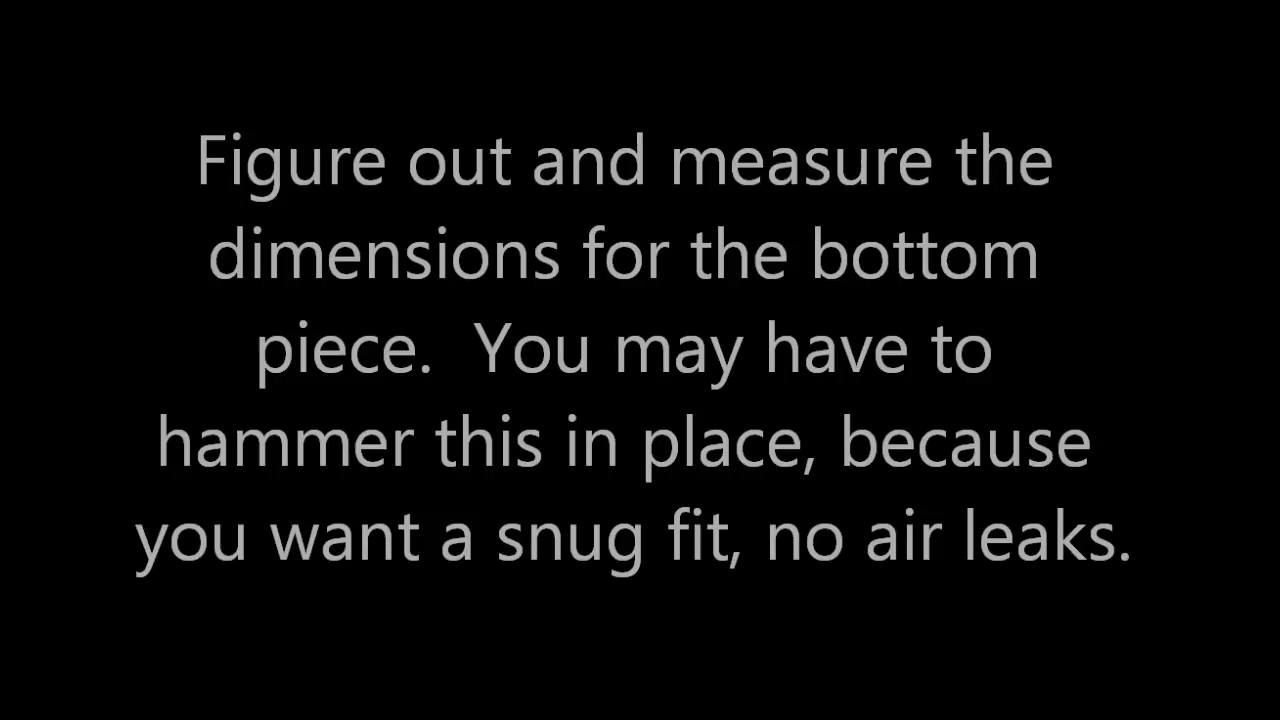 Figure out and measure the
dimensions for the bottom
piece.  You may have to
hammer this in place, because
you want a snug fit, no air leaks.